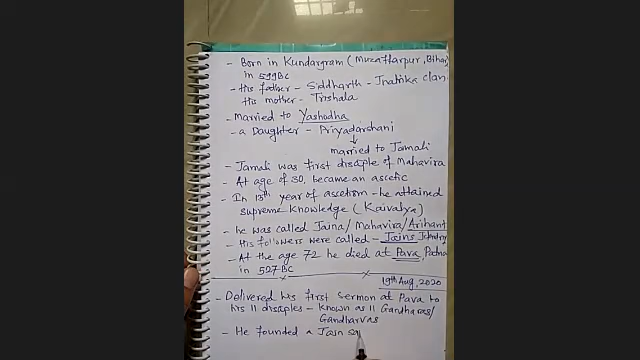 - Born in Kundargram (Muzaffarpur, Bihar)
in 599BC
- His father - Siddharth - Jnatrika clan
His mother - Trishala
- Married to Yashodha
- a Daughter - Priyadarshani
married to Jamali
- Jamali was first disciple of Mahavira
- At age of 30, became an ascetic
- In 13th year of ascetism - he attained
supreme knowledge (Kaivalya)
- he was called Jaina/Mahavira/Arihant
- His followers were called - Jains
- At the age 72 he died at Pava, Patna
in 527BC
19th Aug, 2020
- Delivered his first sermon at Pava to
his 11 disciples - known as 11 Gandharas/
Gandharvas
- He founded a Jain sa